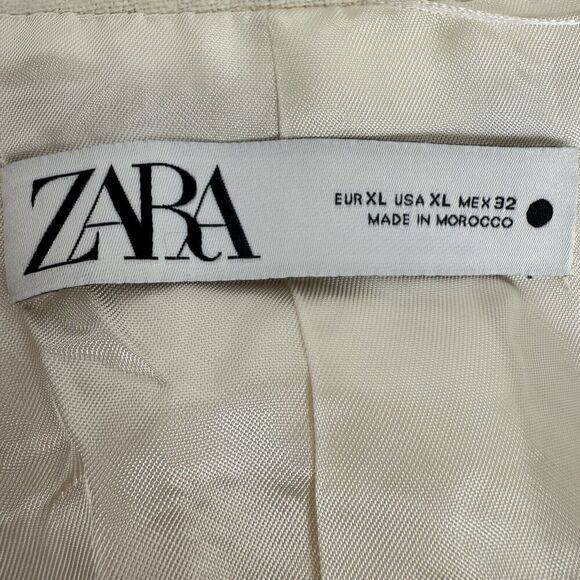 ZARA
EUR XL USA XL MEX 32
MADE IN MOROCCO